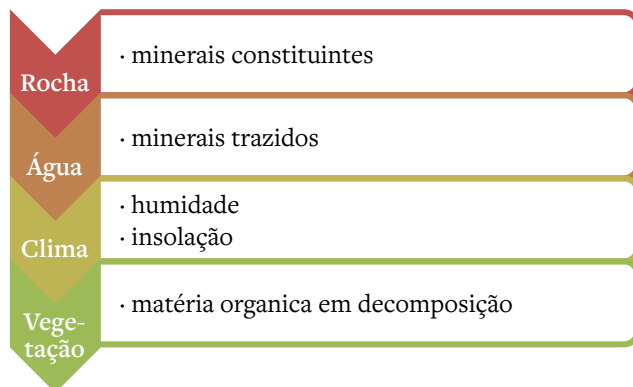 Rocha
· minerais constituintes
Água
· minerais trazidos
Clima
· humidade
· insolação
Vege-
tação
· matéria organica em decomposição